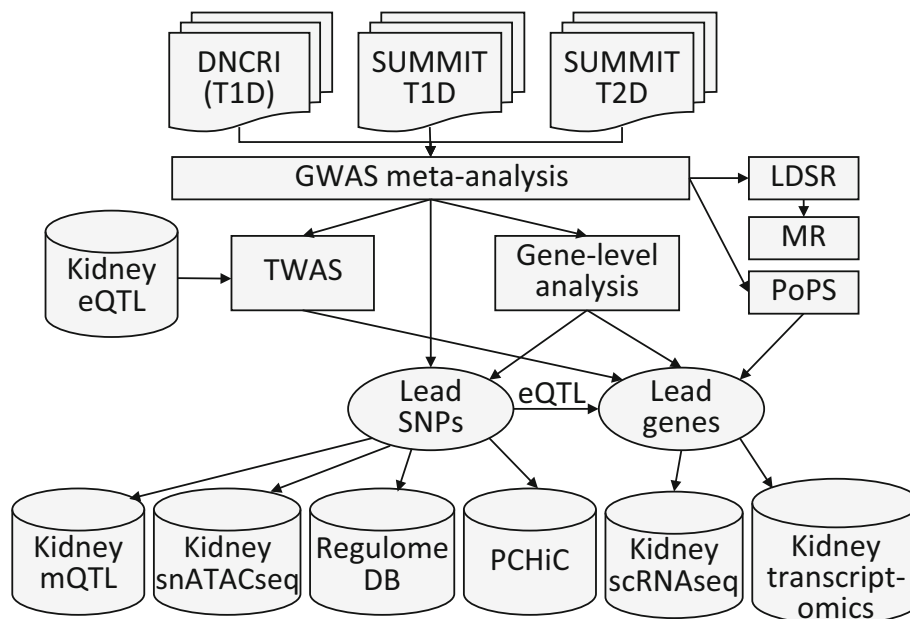 DNCRI
(T1D)
SUMMIT
T1D
SUMMIT
T2D
GWAS meta-analysis
LDSR
MR
Kidney
eQTL
TWAS
Gene-level
analysis
PoPS
Lead
SNPs
eQTL
Lead
genes
Kidney
mQTL
Kidney
snATACseq
Regulome
DB
PCHiC
Kidney
scRNAseq
Kidney
transcript-
omics